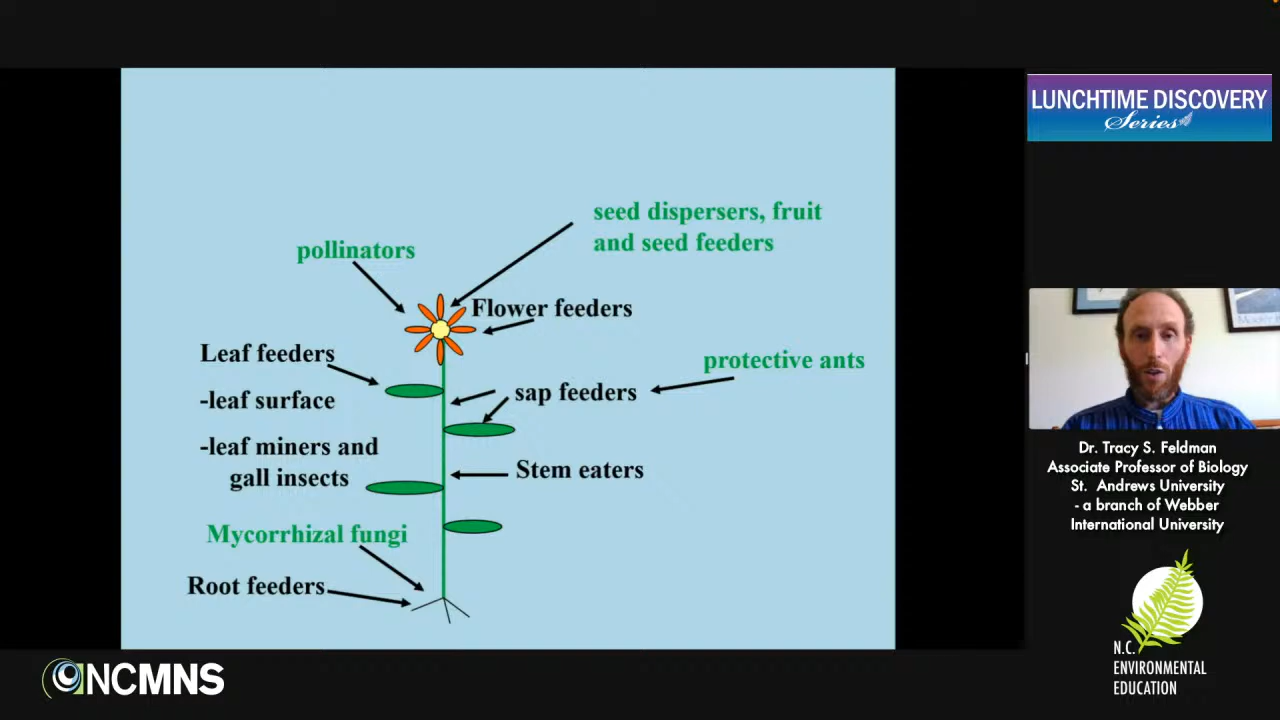 LUNCHTIME DISCOVERY
Series
seed dispersers, fruit
and seed feeders
pollinators
Flower feeders
Leaf feeders
protective ants
-leaf surface
sap feeders
-leaf miners and
gall insects
Stem eaters
Mycorrhizal fungi
Root feeders
Dr. Tracy S. Feldman
Associate Professor of Biology
St. Andrews University
- a branch of Webber
International University
N.C.
ENVIRONMENTAL
EDUCATION
NCMNS